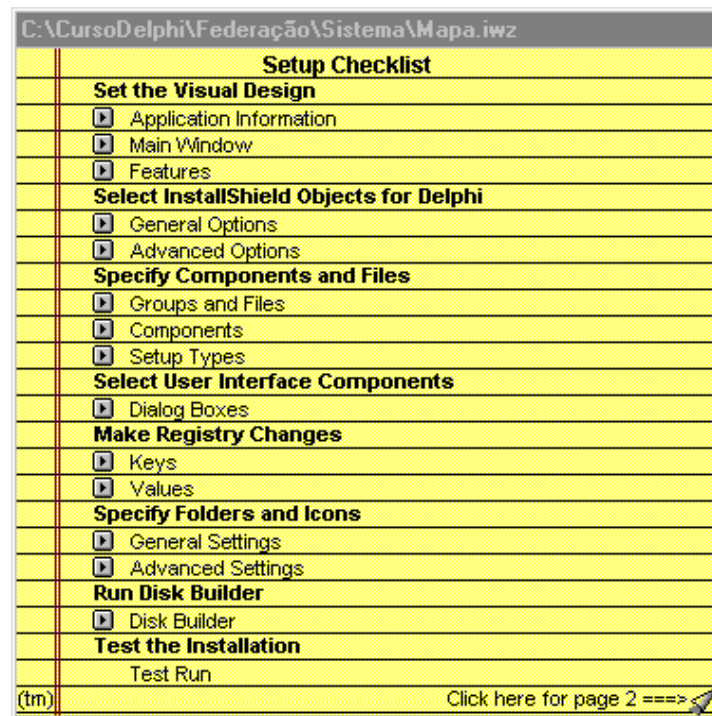 C:\CursoDelphi\Federação\Sistema\Mapa.iwz
Setup Checklist
Set the Visual Design
Application Information
Main Window
Features
Select InstallShield Objects for Delphi
General Options
Advanced Options
Specify Components and Files
Groups and Files
Components
Setup Types
Select User Interface Components
Dialog Boxes
Make Registry Changes
Keys
Values
Specify Folders and Icons
General Settings
Advanced Settings
Run Disk Builder
Disk Builder
Test the Installation
Test Run
(tm) Click here for page 2 ===>